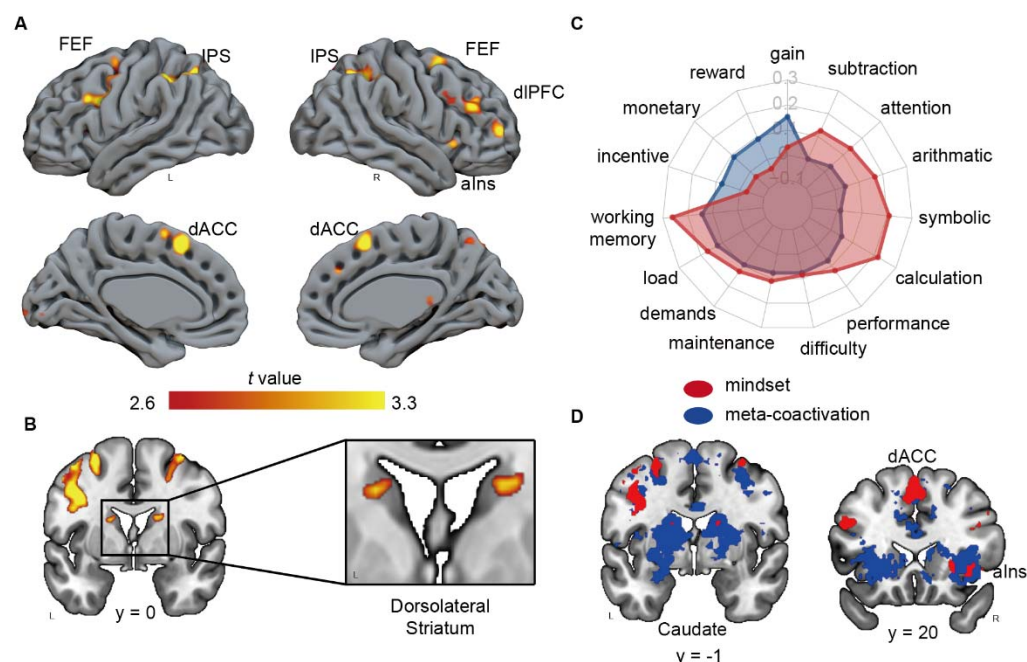 A
FEF
IPS
IPS
FEF
dlPFC
aIns
L
R
dACC
dACC
t value
2.6
3.3
B
L
y = 0
L
Dorsolateral
Striatum
C
gain
subtraction
attention
arithmatic
symbolic
calculation
performance
difficulty
maintenance
demands
load
working
memory
incentive
monetary
reward
0.3
0.2
-0.1
mindset
meta-coactivation
D
dACC
aIns
L
Caudate
y = -1
y = 20
R